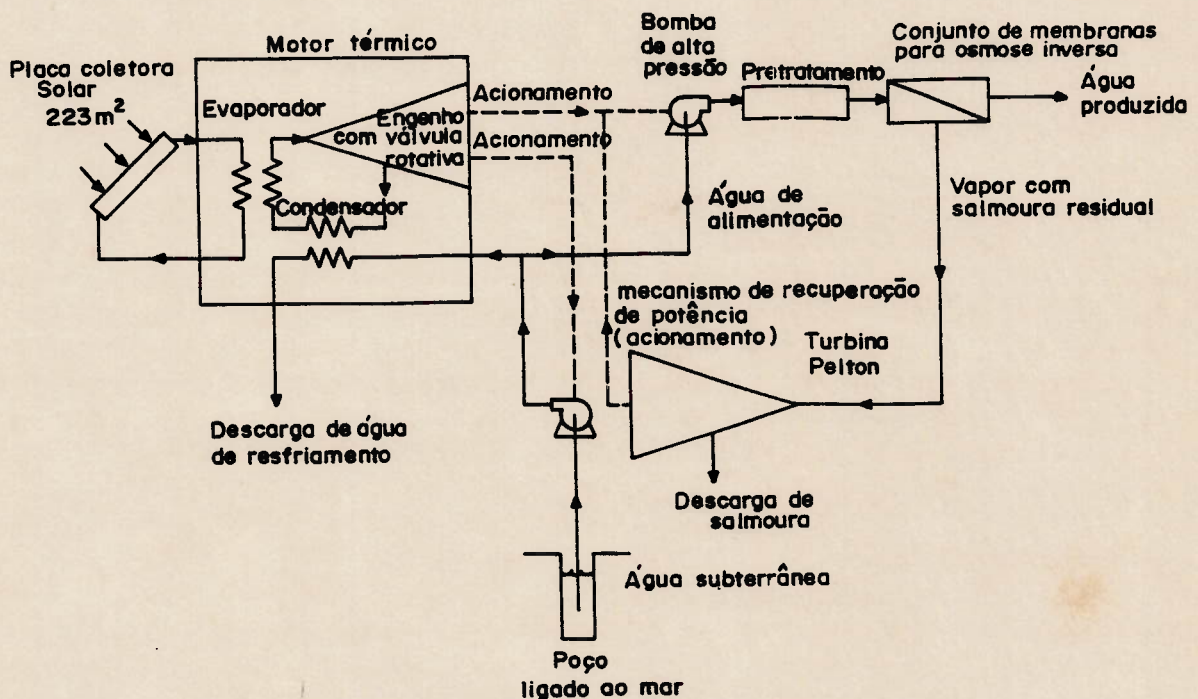 Motor térmico
Placa coletora
Solar
223 m²
Evaporador
Engenho
com válvula
rotativa
Condensador
Acionamento
Acionamento
Bomba
de alta
pressão
Pretratamento
Conjunto de membranas
para osmose inversa
Água
produzida
Água de
alimentação
Vapor com
salmoura residual
mecanismo de recuperação
de potência
(acionamento)
Turbina
Pelton
Descarga de água
de resfriamento
Descarga de
salmoura
Água subterrânea
Poço
ligado ao mar